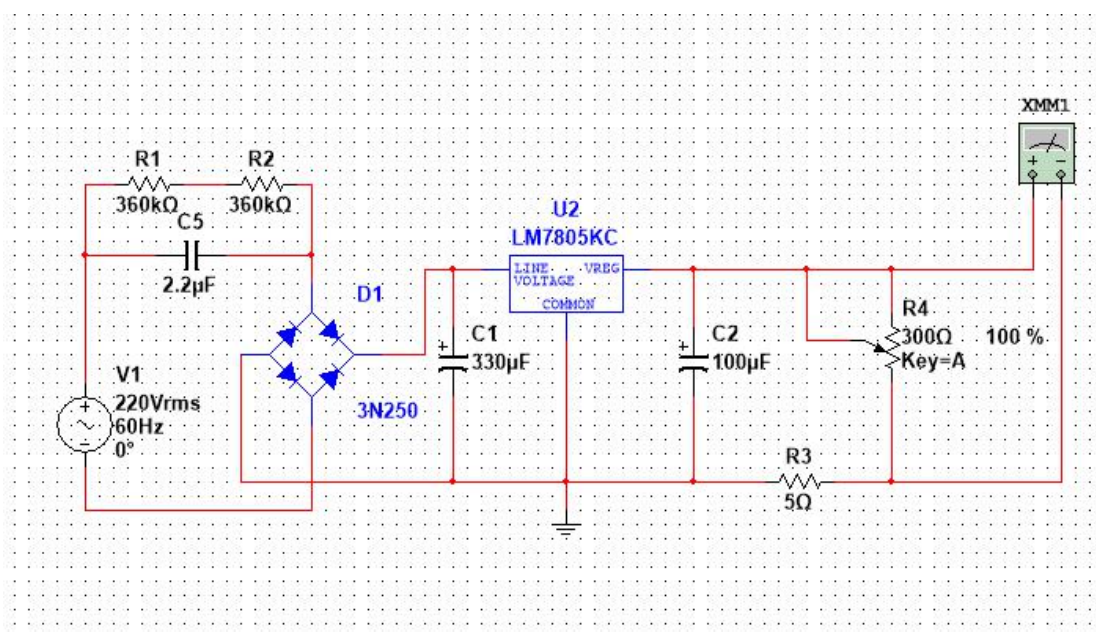 XMM1
R1
R2
360kΩ
360kΩ
C5
2.2µF
U2
LM7805KC
LINE VREG
VOLTAGE
COMMON
D1
3N250
C1
330µF
C2
100µF
R4
300Ω
100 %
Key=A
V1
220Vrms
60Hz
0°
R3
5Ω